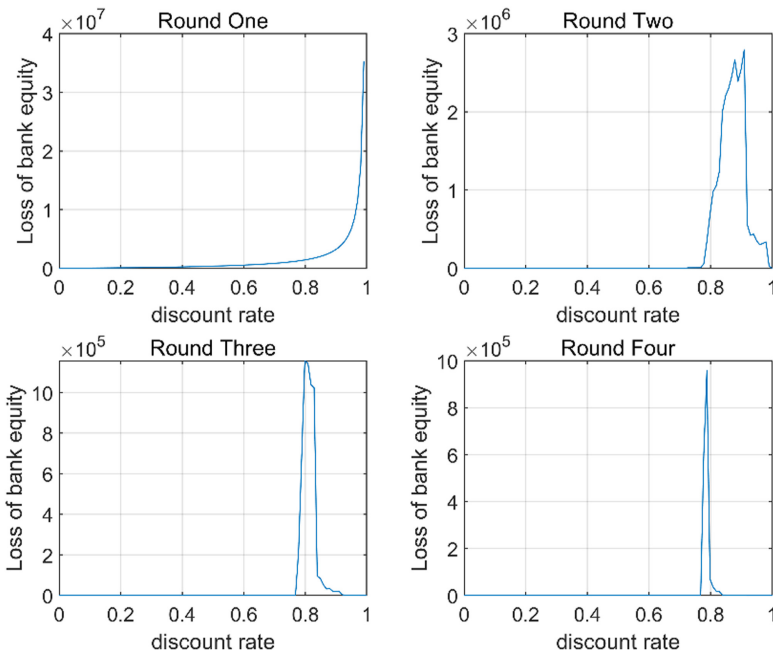 ×10^7
Round One
4
3
2
1
0
0 0.2 0.4 0.6 0.8 1
Loss of bank equity
discount rate
×10^6
Round Two
3
2
1
0
0 0.2 0.4 0.6 0.8 1
Loss of bank equity
discount rate
×10^5
Round Three
10
8
6
4
2
0
0 0.2 0.4 0.6 0.8 1
Loss of bank equity
discount rate
×10^5
Round Four
10
8
6
4
2
0
0 0.2 0.4 0.6 0.8 1
Loss of bank equity
discount rate